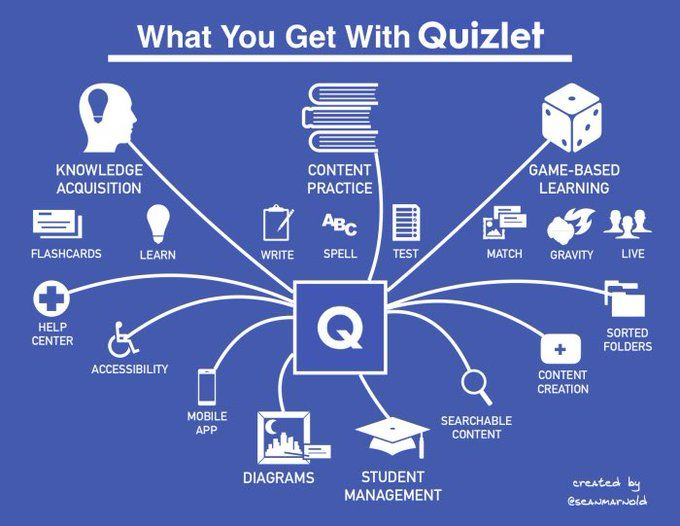 What You Get With Quizlet
KNOWLEDGE
ACQUISITION
CONTENT
PRACTICE
GAME-BASED
LEARNING
FLASHCARDS
LEARN
WRITE
ABC
SPELL
TEST
MATCH
GRAVITY
LIVE
HELP
CENTER
ACCESSIBILITY
MOBILE
APP
DIAGRAMS
Q
STUDENT
MANAGEMENT
SEARCHABLE
CONTENT
CONTENT
CREATION
SORTED
FOLDERS
created by
@seanmarnold